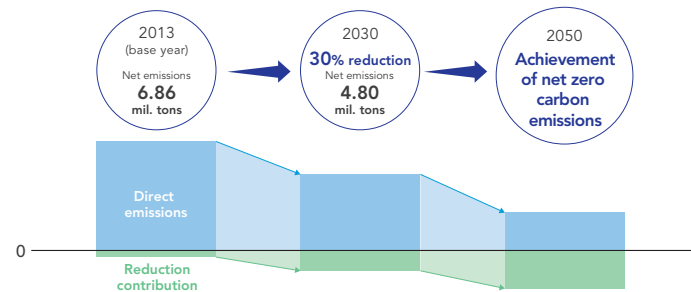 2013
(base year)
Net emissions
6.86
mil. tons
2030
30% reduction
Net emissions
4.80
mil. tons
2050
Achievement
of net zero
carbon
emissions
Direct
emissions
0
Reduction
contribution